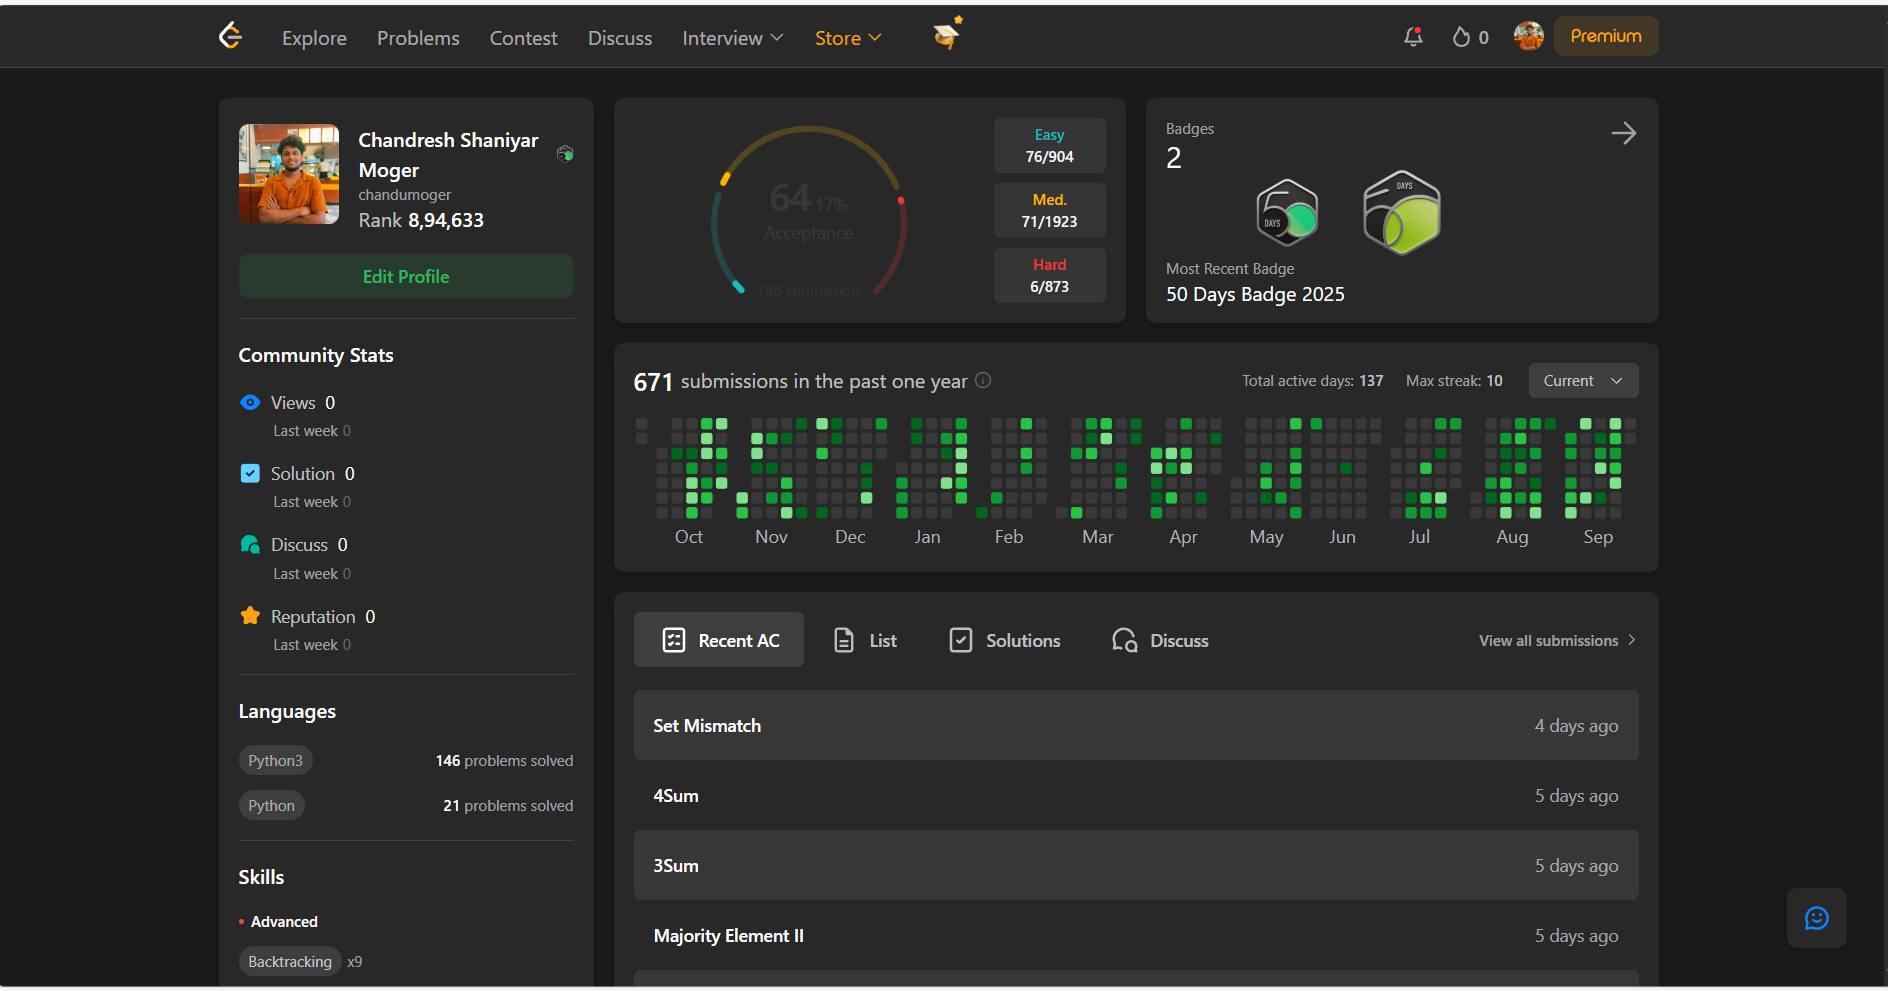 Explore Problems Contest Discuss Interview Store 0 Premium
Chandresh Shaniyar
Moger
chandumoger
Rank 8,94,633
Edit Profile
Community Stats
Views 0
Last week 0
Solution 0
Last week 0
Discuss 0
Last week 0
Reputation 0
Last week 0
Languages
Python3 146 problems solved
Python 21 problems solved
Skills
Advanced
Backtracking x9
64.17%
Acceptance
748 submission
Easy
76/904
Med.
71/1923
Hard
6/873
Badges
2
50 DAYS
DAYS 50
Most Recent Badge
50 Days Badge 2025
671 submissions in the past one year Total active days: 137 Max streak: 10 Current
Oct Nov Dec Jan Feb Mar Apr May Jun Jul Aug Sep
Recent AC List Solutions Discuss View all submissions
Set Mismatch 4 days ago
4Sum 5 days ago
3Sum 5 days ago
Majority Element II 5 days ago